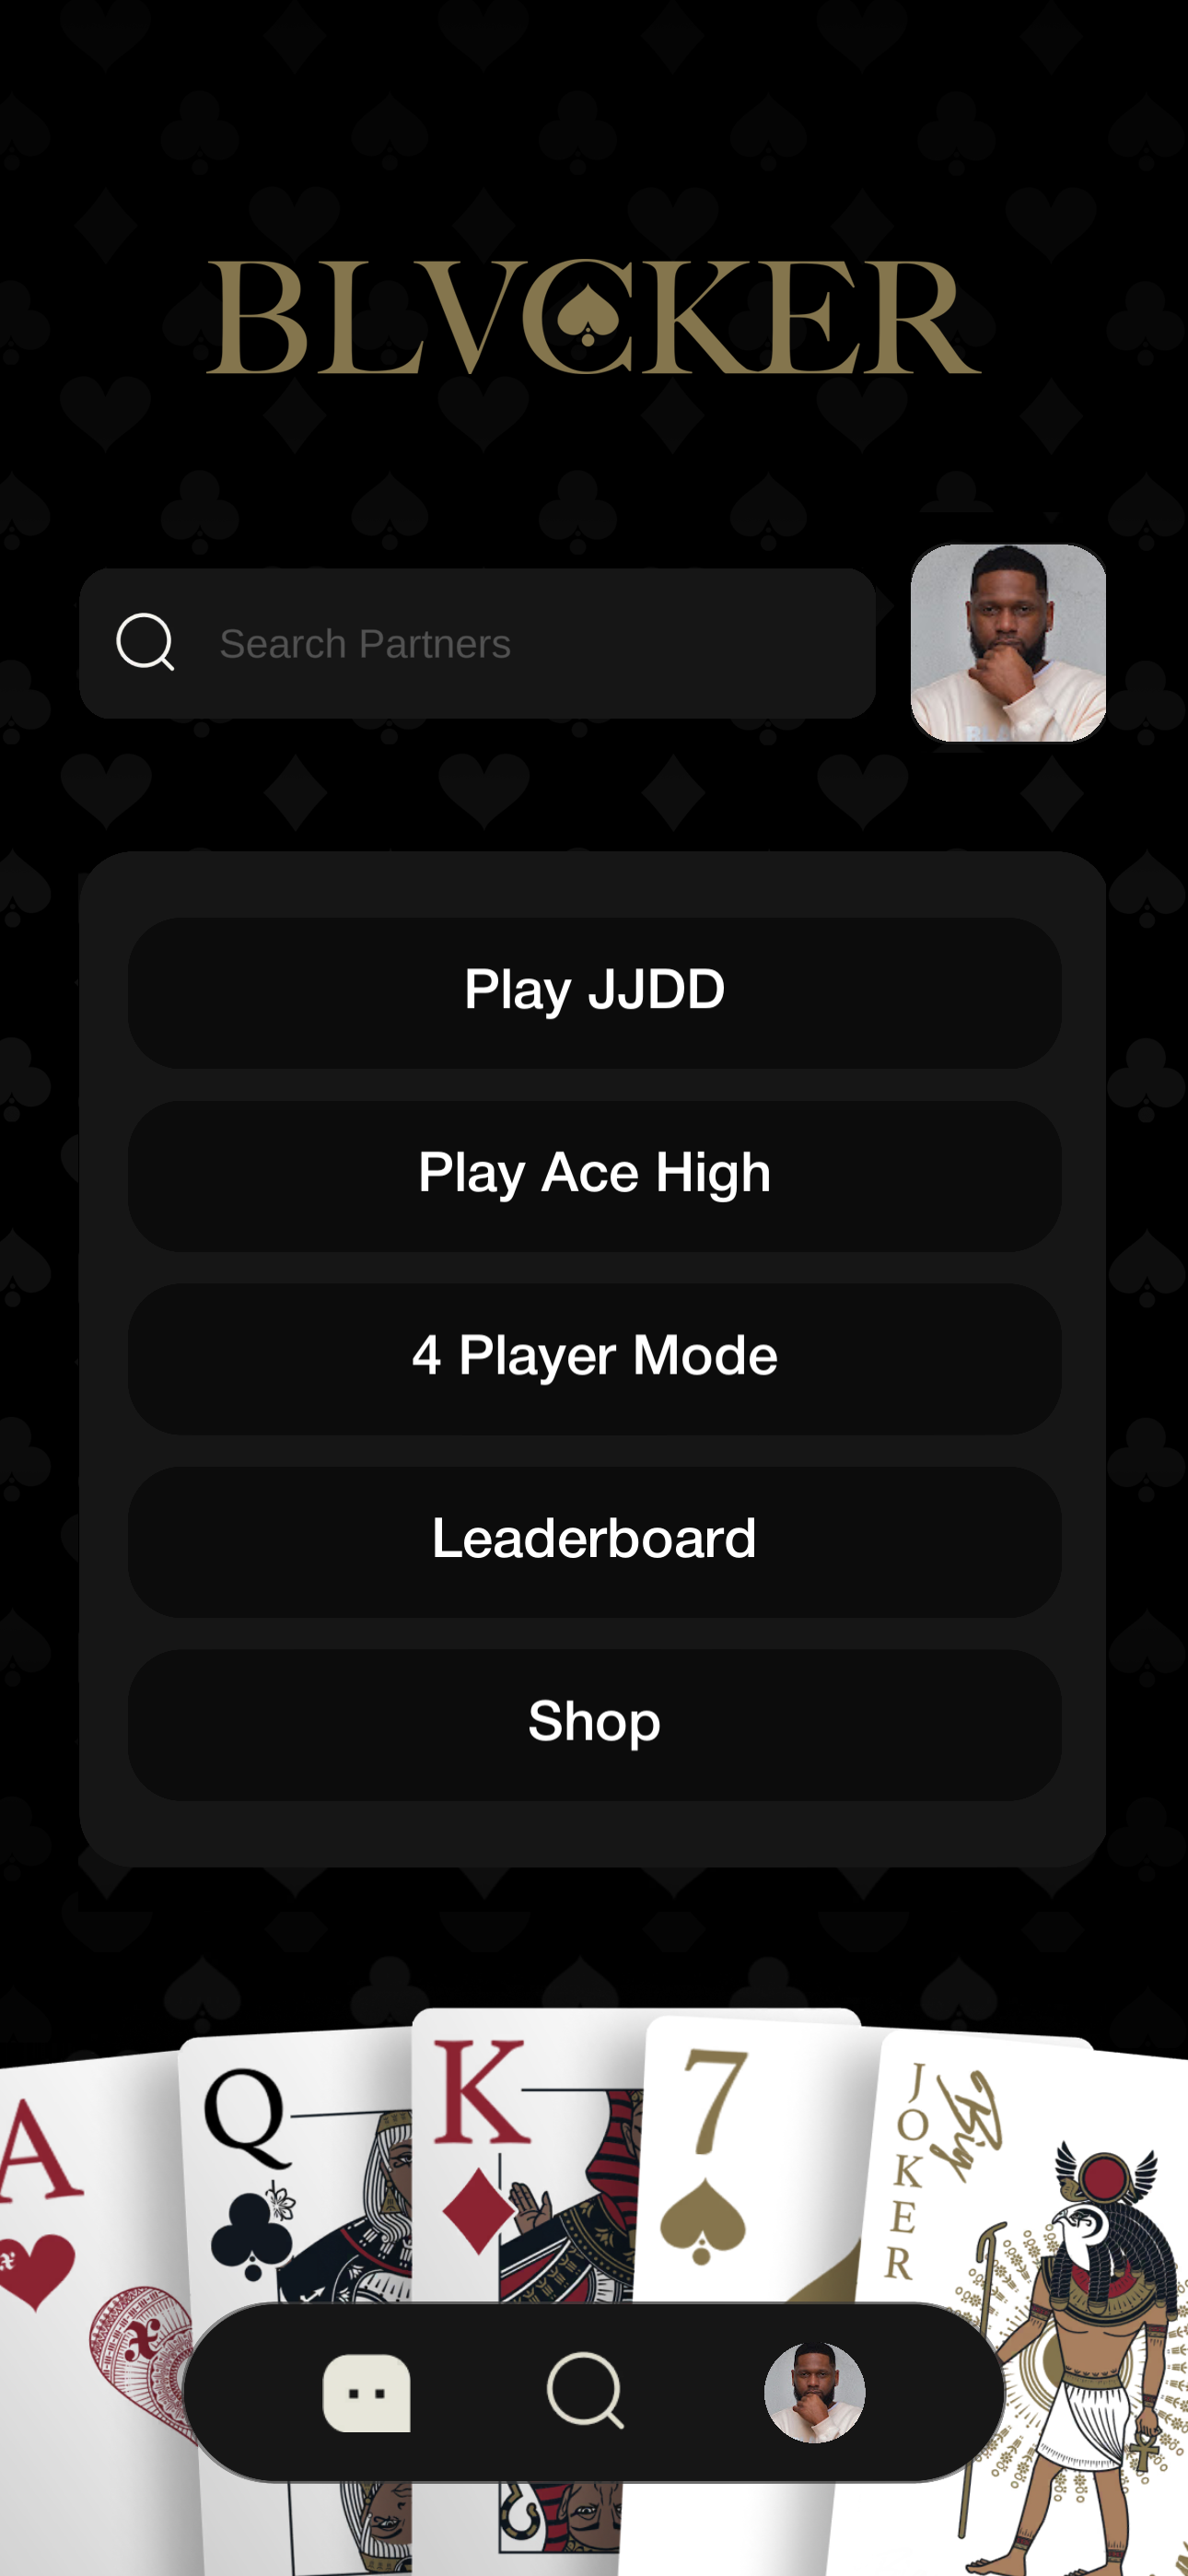 BLVCKER
Search Partners
Play JJDD
Play Ace High
4 Player Mode
Leaderboard
Shop
A
Q
K
7
JOKER
Big
x
x